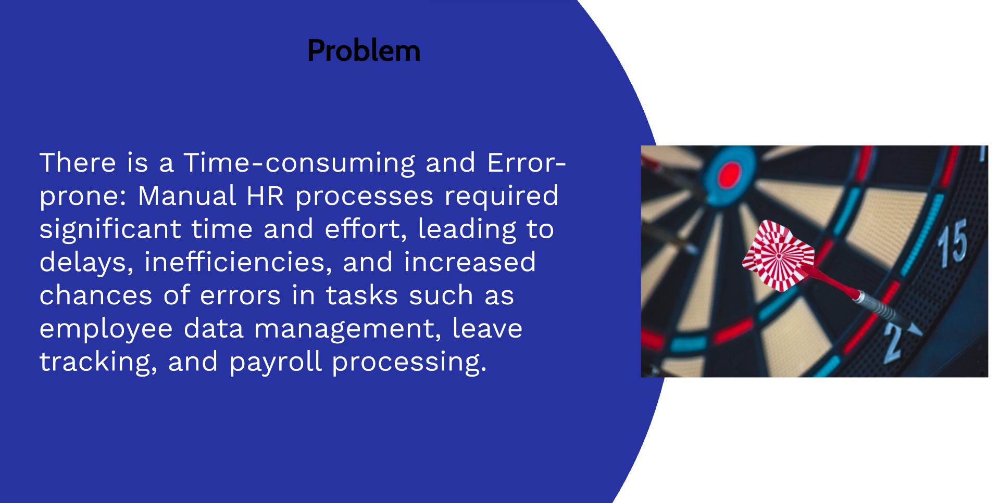 Problem
There is a Time-consuming and Error-
prone: Manual HR processes required
significant time and effort, leading to
delays, inefficiencies, and increased
chances of errors in tasks such as
employee data management, leave
tracking, and payroll processing.
15
2